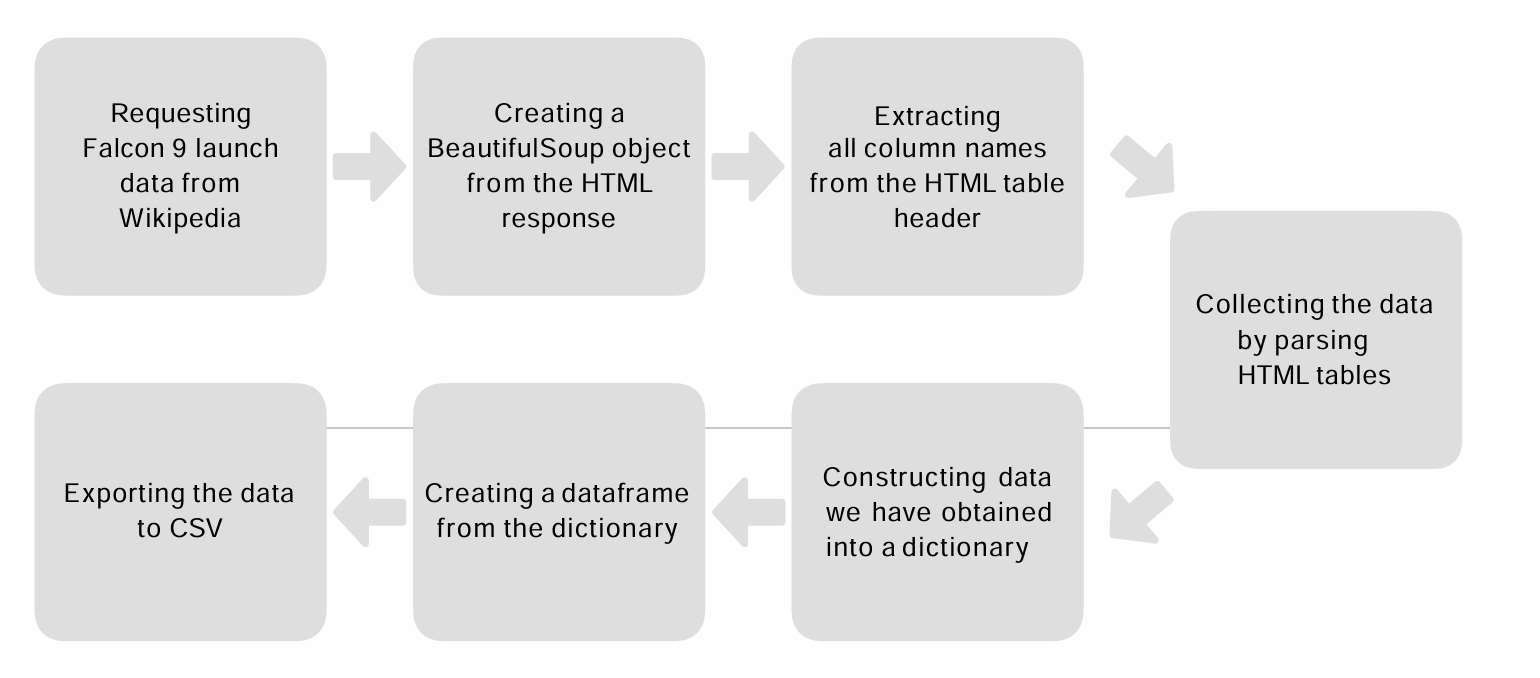 Requesting
Falcon 9 launch
data from
Wikipedia
Creating a
BeautifulSoup object
from the HTML
response
Extracting
all column names
from the HTML table
header
Collecting the data
by parsing
HTML tables
Constructing data
we have obtained
into a dictionary
Creating a dataframe
from the dictionary
Exporting the data
to CSV